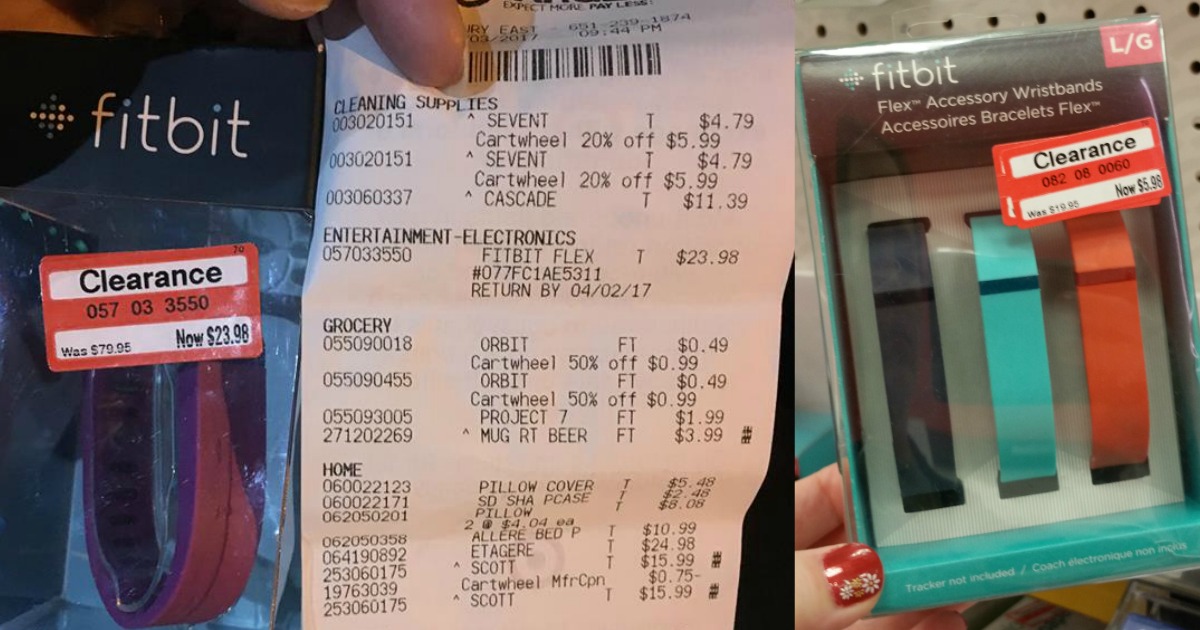 fitbit
70
Clearance
057 03 3550
Was $79.95 Now $23.98
EXPECT MORE PAY LESS
RY EAST - 651-239-1874
03/2017 09:44 PM
CLEANING SUPPLIES
003020151 ^ SEVENT T $4.79
Cartwheel 20% off $5.99
003020151 ^ SEVENT T $4.79
Cartwheel 20% off $5.99
003060337 ^ CASCADE T $11.39
ENTERTAINMENT-ELECTRONICS
057033550 FITBIT FLEX T $23.98
#077FC1AE5311
RETURN BY 04/02/17
GROCERY
055090018 ORBIT FT $0.49
Cartwheel 50% off $0.99
055090455 ORBIT FT $0.49
Cartwheel 50% off $0.99
055093005 PROJECT 7 FT $1.99
271202269 ^ MUG RT BEER FT $3.99
HOME
060022123 PILLOW COVER T $5.48
060022171 SD SHA PCASE T $2.48
062050201 PILLOW T $8.08
2 @ $4.04 ea
062050358 ALLERE BED P T $10.99
064190892 ETAGERE T $24.98
253060175 ^ SCOTT T $15.99
19763039 Cartwheel MfrCpn $0.75-
253060175 ^ SCOTT T $15.99
L/G
fitbit
Flex™ Accessory Wristbands
Accessoires Bracelets Flex™
Clearance
082 08 0060
Was $19.95 Now $5.98
Tracker not included / Coach électronique non inclus